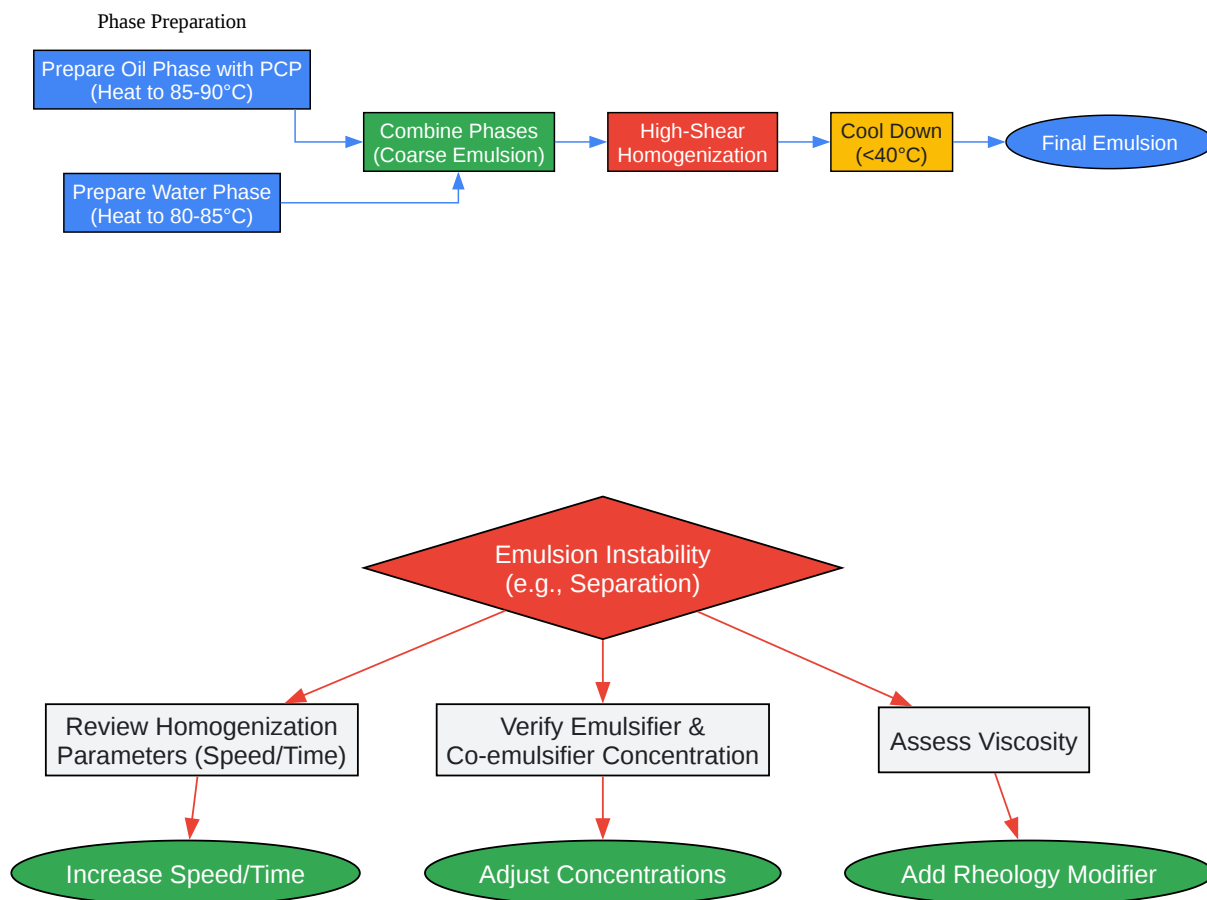 Phase Preparation
Prepare Oil Phase with PCP
(Heat to 85-90°C)
Combine Phases
(Coarse Emulsion)
High-Shear
Homogenization
Cool Down
(<40°C)
Final Emulsion
Prepare Water Phase
(Heat to 80-85°C)
Emulsion Instability
(e.g., Separation)
Review Homogenization
Parameters (Speed/Time)
Verify Emulsifier &
Co-emulsifier Concentration
Assess Viscosity
Increase Speed/Time
Adjust Concentrations
Add Rheology Modifier